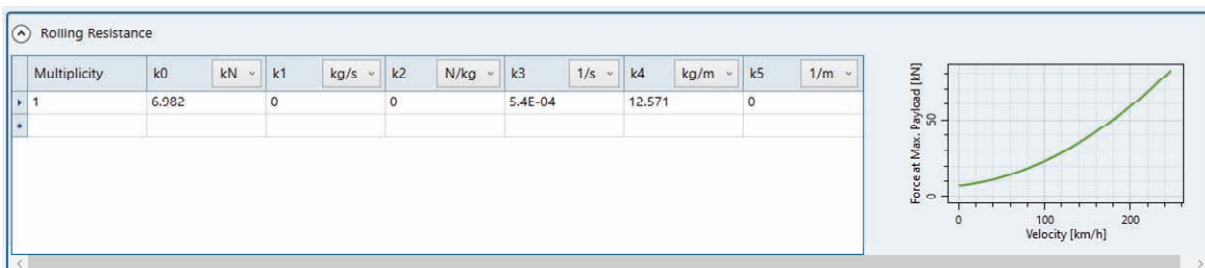 Rolling Resistance
Multiplicity k0 kN k1 kg/s k2 N/kg k3 1/s k4 kg/m k5 1/m
1 6.982 0 0 5.4E-04 12.571 0
Force at Max. Payload [kN]
50
0
0 100 200
Velocity [km/h]